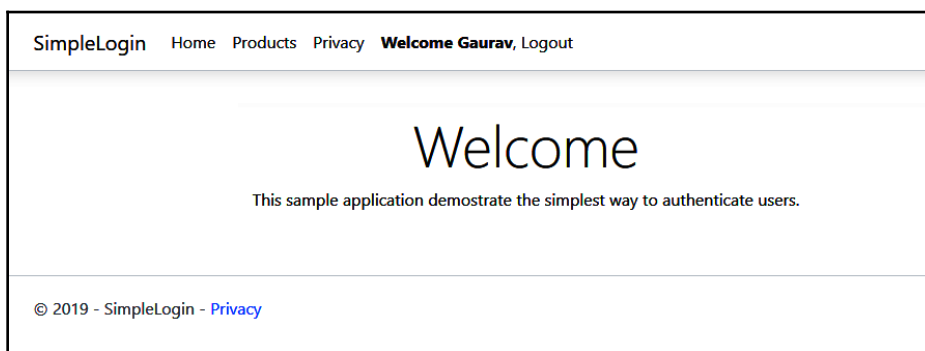 SimpleLogin Home Products Privacy Welcome Gaurav, Logout
Welcome
This sample application demostrate the simplest way to authenticate users.
© 2019 - SimpleLogin - Privacy